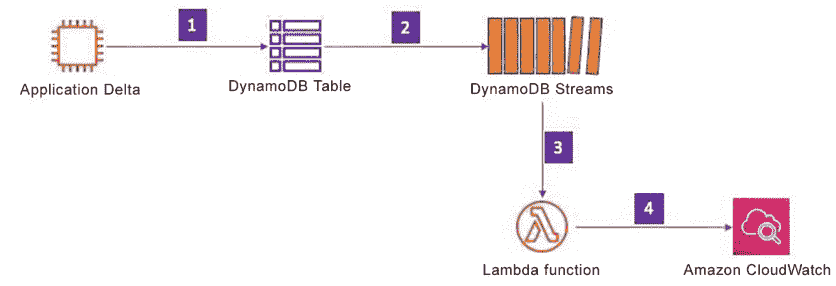 1
2
Application Delta
DynamoDB Table
DynamoDB Streams
3
4
Lambda function
Amazon CloudWatch